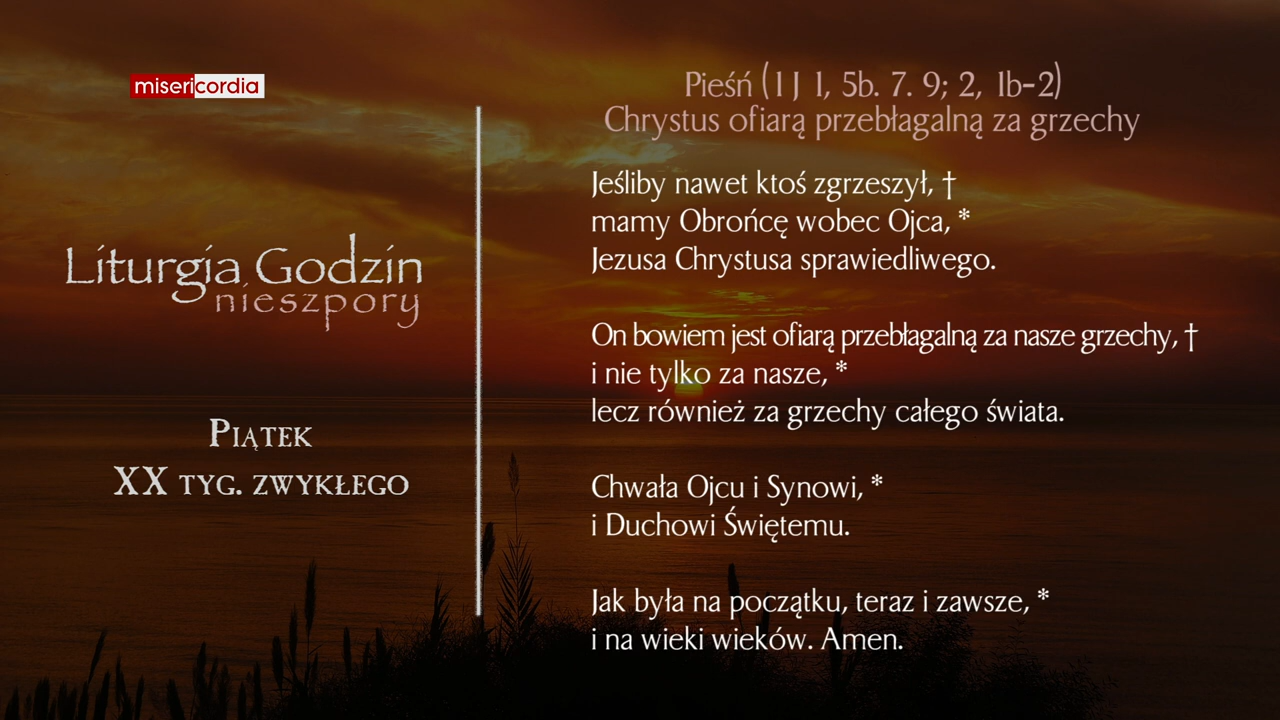 misericordia
Liturgia Godzin
nieszpory
Piątek
XX tyg. zwykłego
Pieśń (1 J 1, 5b. 7. 9; 2, 1b-2)
Chrystus ofiarą przebłagalną za grzechy
Jeśliby nawet ktoś zgrzeszył, †
mamy Obrońcę wobec Ojca, *
Jezusa Chrystusa sprawiedliwego.
On bowiem jest ofiarą przebłagalną za nasze grzechy, †
i nie tylko za nasze, *
lecz również za grzechy całego świata.
Chwała Ojcu i Synowi, *
i Duchowi Świętemu.
Jak była na początku, teraz i zawsze, *
i na wieki wieków. Amen.